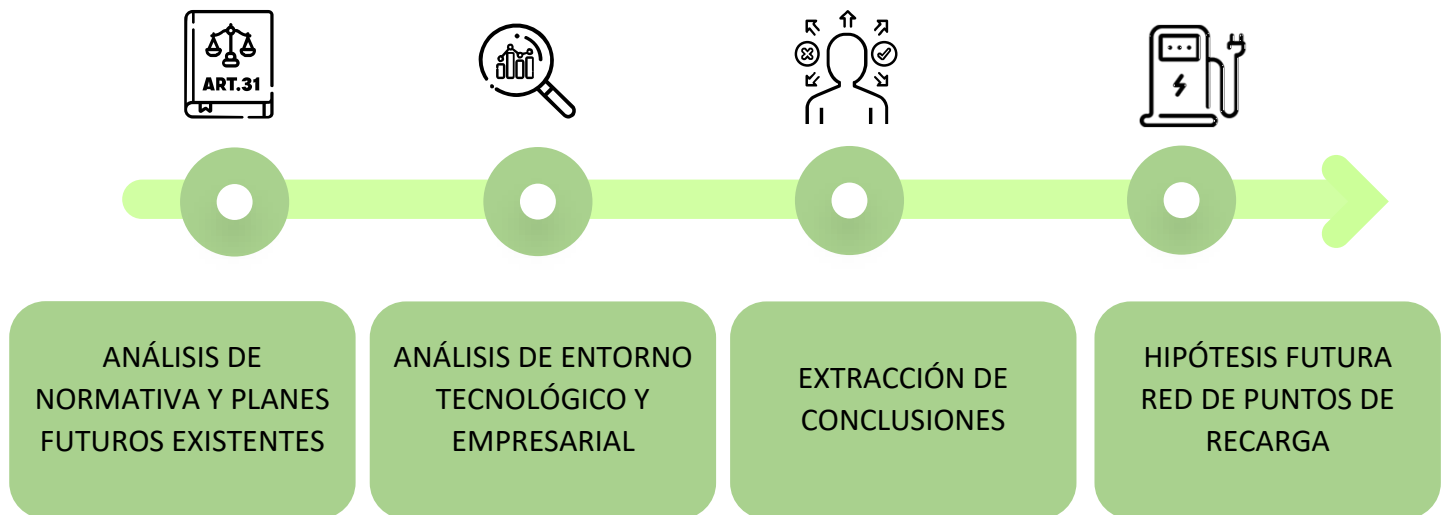 ART.31
ANÁLISIS DE
NORMATIVA Y PLANES
FUTUROS EXISTENTES
ANÁLISIS DE ENTORNO
TECNOLÓGICO Y
EMPRESARIAL
EXTRACCIÓN DE
CONCLUSIONES
HIPÓTESIS FUTURA
RED DE PUNTOS DE
RECARGA